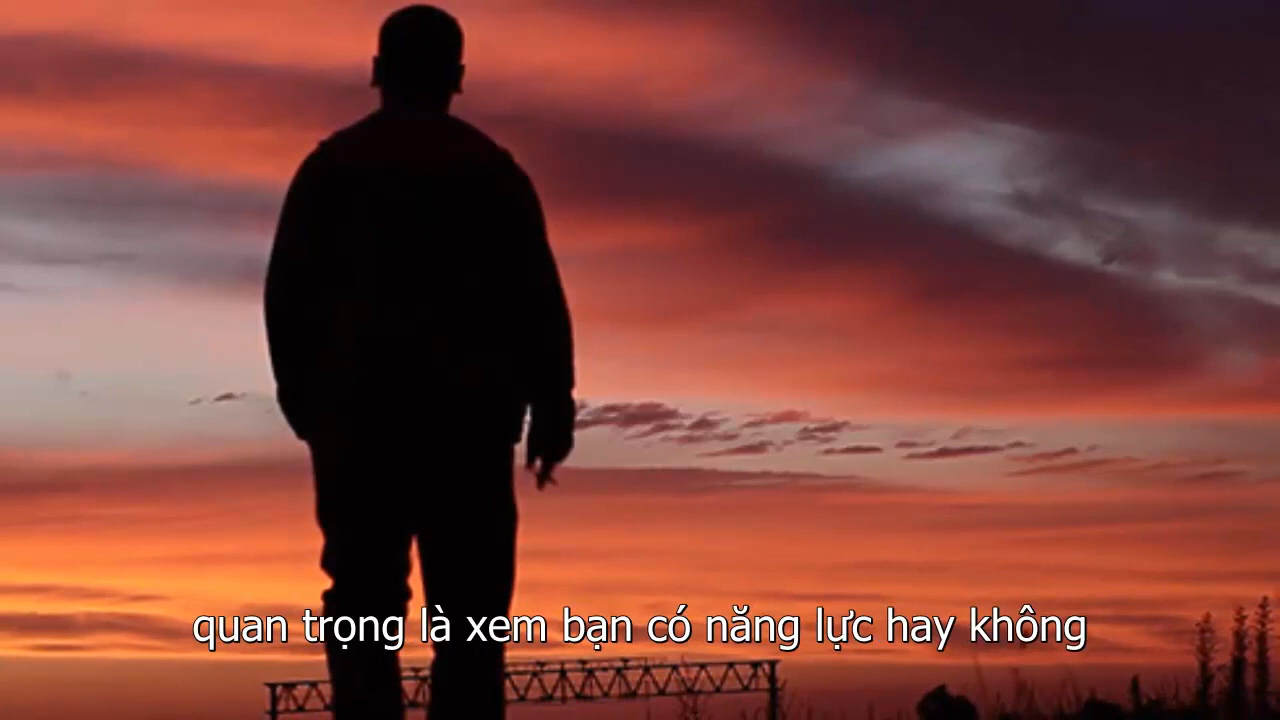 quan trọng là xem bạn có năng lực hay không